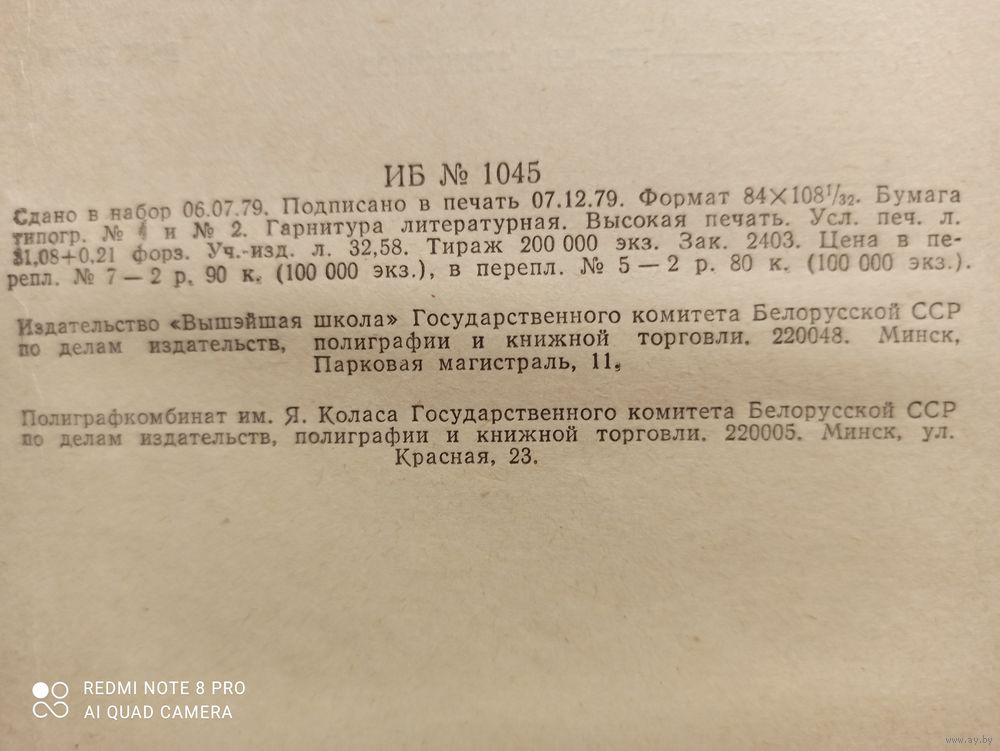 ИБ № 1045
Сдано в набор 06.07.79. Подписано в печать 07.12.79. Формат 84×108 1/32. Бумага
типогр. № и № 2. Гарнитура литературная. Высокая печать. Усл. печ. л.
31,08+0,21 форз. Уч.-изд. л. 32,58. Тираж 200 000 экз. Зак. 2403. Цена в пе-
репл. № 7 — 2 р. 90 к. (100 000 экз.), в перепл. № 5 — 2 р. 80 к. (100 000 экз.).
Издательство «Вышэйшая школа» Государственного комитета Белорусской ССР
по делам издательств, полиграфии и книжной торговли. 220048. Минск,
Парковая магистраль, 11.
Полиграфкомбинат им. Я. Коласа Государственного комитета Белорусской ССР
по делам издательств, полиграфии и книжной торговли. 220005. Минск, ул.
Красная, 23.
REDMI NOTE 8 PRO
AI QUAD CAMERA
www.ay.by